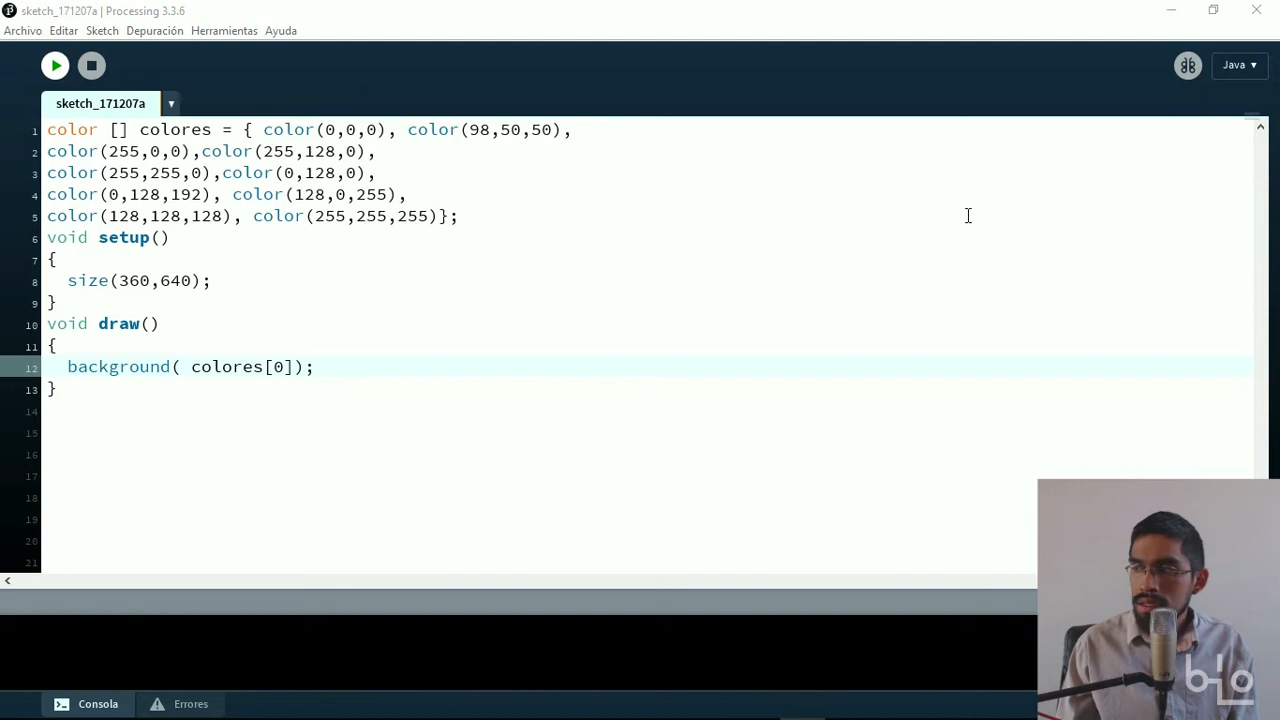 sketch_171207a | Processing 3.3.6
Archivo Editar Sketch Depuración Herramientas Ayuda
Java ▾
sketch_171207a ▾
1 color [] colores = { color(0,0,0), color(98,50,50),
2 color(255,0,0),color(255,128,0),
3 color(255,255,0),color(0,128,0),
4 color(0,128,192), color(128,0,255),
5 color(128,128,128), color(255,255,255)};
6 void setup()
7 {
8 size(360,640);
9 }
10 void draw()
11 {
12 background( colores[0]);
13 }
14
15
16
17
18
19
20
21
Consola Errores